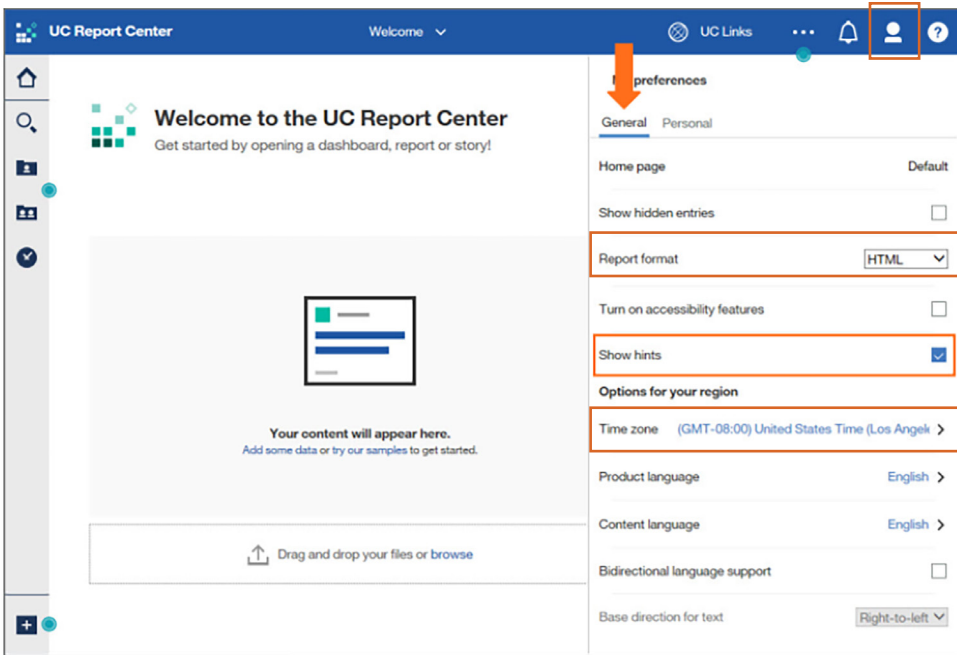 UC Report Center
Welcome
UC Links
?
preferences
General Personal
Welcome to the UC Report Center
Get started by opening a dashboard, report or story!
Home page Default
Show hidden entries
Report format HTML
Turn on accessibility features
Show hints
Options for your region
Time zone (GMT-08:00) United States Time (Los Angele
Product language English
Content language English
Bidirectional language support
Base direction for text Right-to-left
Your content will appear here.
Add some data or try our samples to get started.
Drag and drop your files or browse